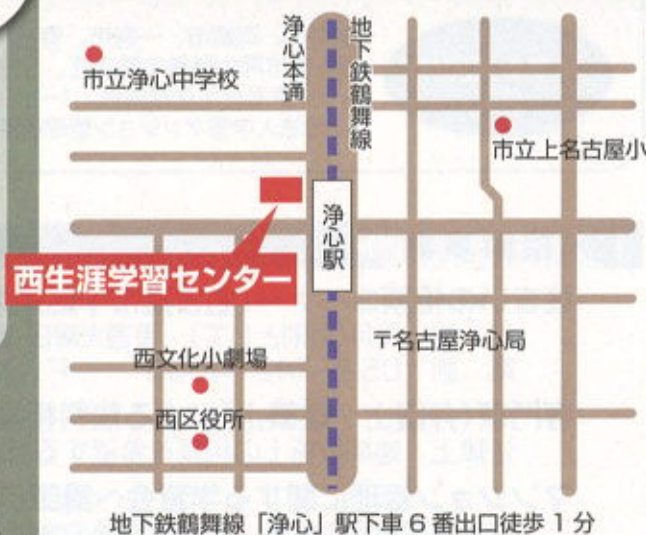 浄心本通
地下鉄鶴舞線
市立浄心中学校
市立上名古屋小
浄心駅
西生涯学習センター
〒名古屋浄心局
西文化小劇場
西区役所
地下鉄鶴舞線「浄心」駅下車6番出口徒歩1分